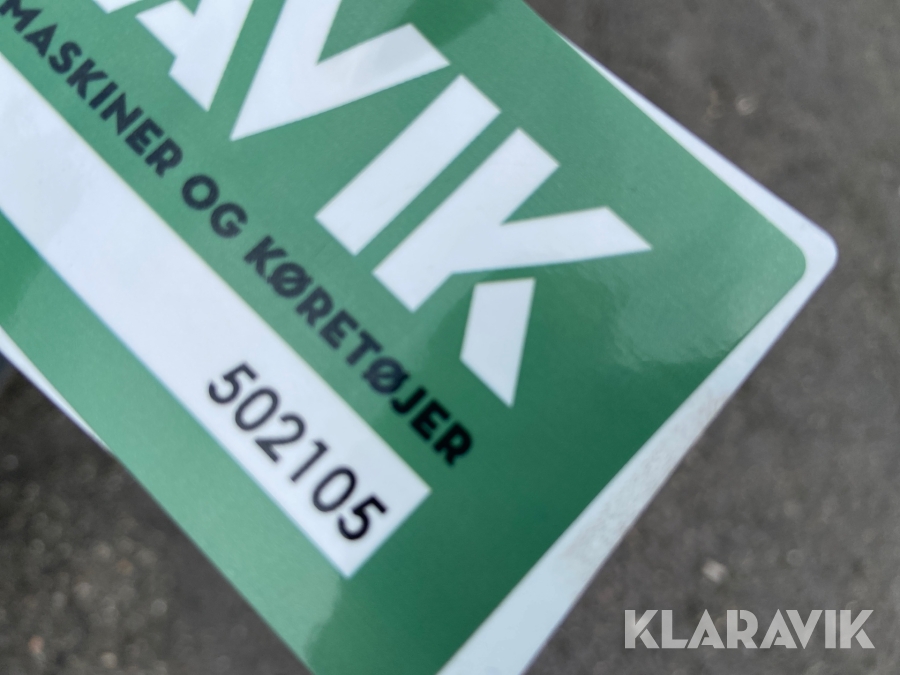 AVIK
MASKINER OG KØRETØJER
502105
KLARAVIK